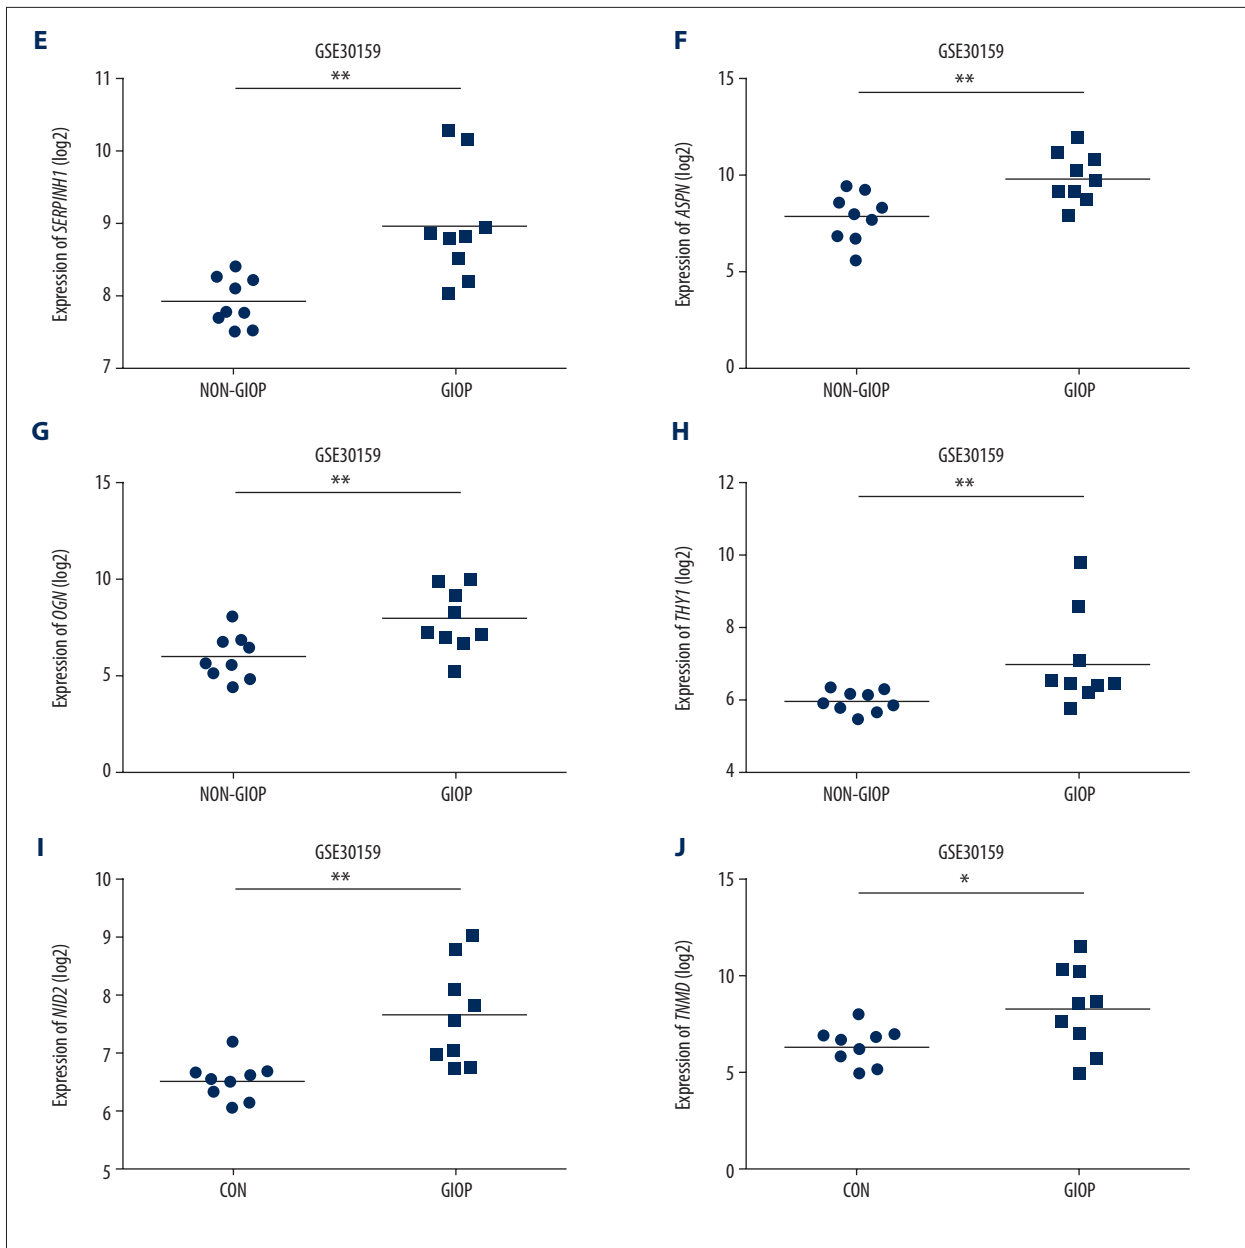 E
GSE30159
**
Expression of SERPINH1 (log2)
11
10
9
8
7
NON-GIOP GIOP
F
GSE30159
**
Expression of ASPN (log2)
15
10
5
0
NON-GIOP GIOP
G
GSE30159
**
Expression of OGN (log2)
15
10
5
0
NON-GIOP GIOP
H
GSE30159
**
Expression of THY1 (log2)
12
10
8
6
4
NON-GIOP GIOP
I
GSE30159
**
Expression of NID2 (log2)
10
9
8
7
6
5
CON GIOP
J
GSE30159
*
Expression of TNMD (log2)
15
10
5
0
CON GIOP